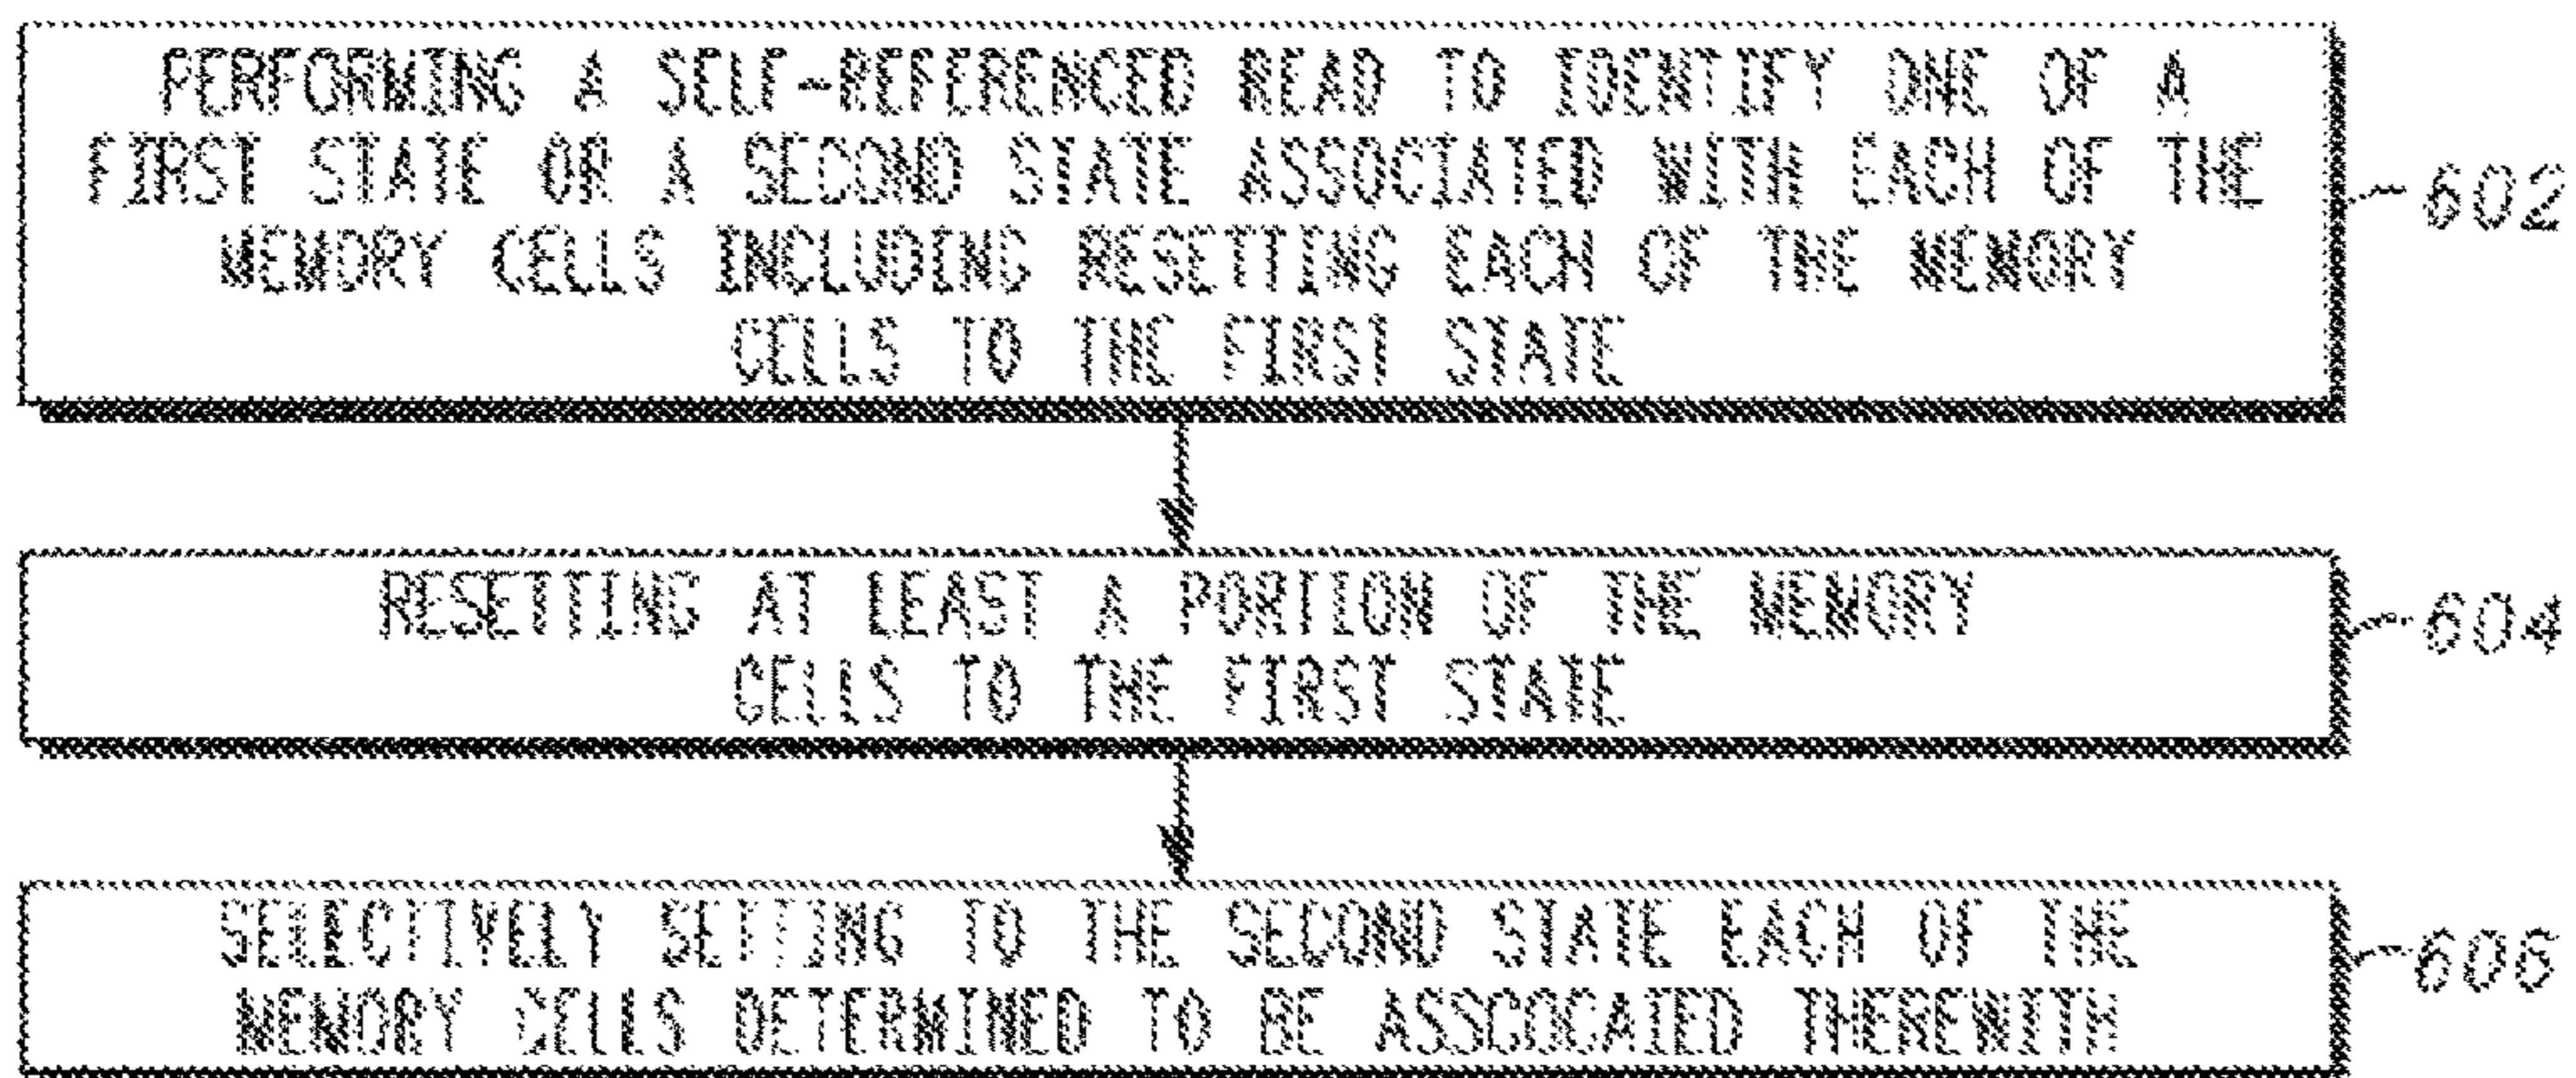 PERFORMING A SELF-REFERENCED READ TO IDENTIFY ONE OF A
FIRST STATE OR A SECOND STATE ASSOCIATED WITH EACH OF THE
MEMORY CELLS INCLUDING RESETTING EACH OF THE MEMORY
CELLS TO THE FIRST STATE
602
RESETTING AT LEAST A PORTION OF THE MEMORY
CELLS TO THE FIRST STATE
604
SELECTIVELY SETTING TO THE SECOND STATE EACH OF THE
MEMORY CELLS DETERMINED TO BE ASSCOCAIED THEREWITH
606